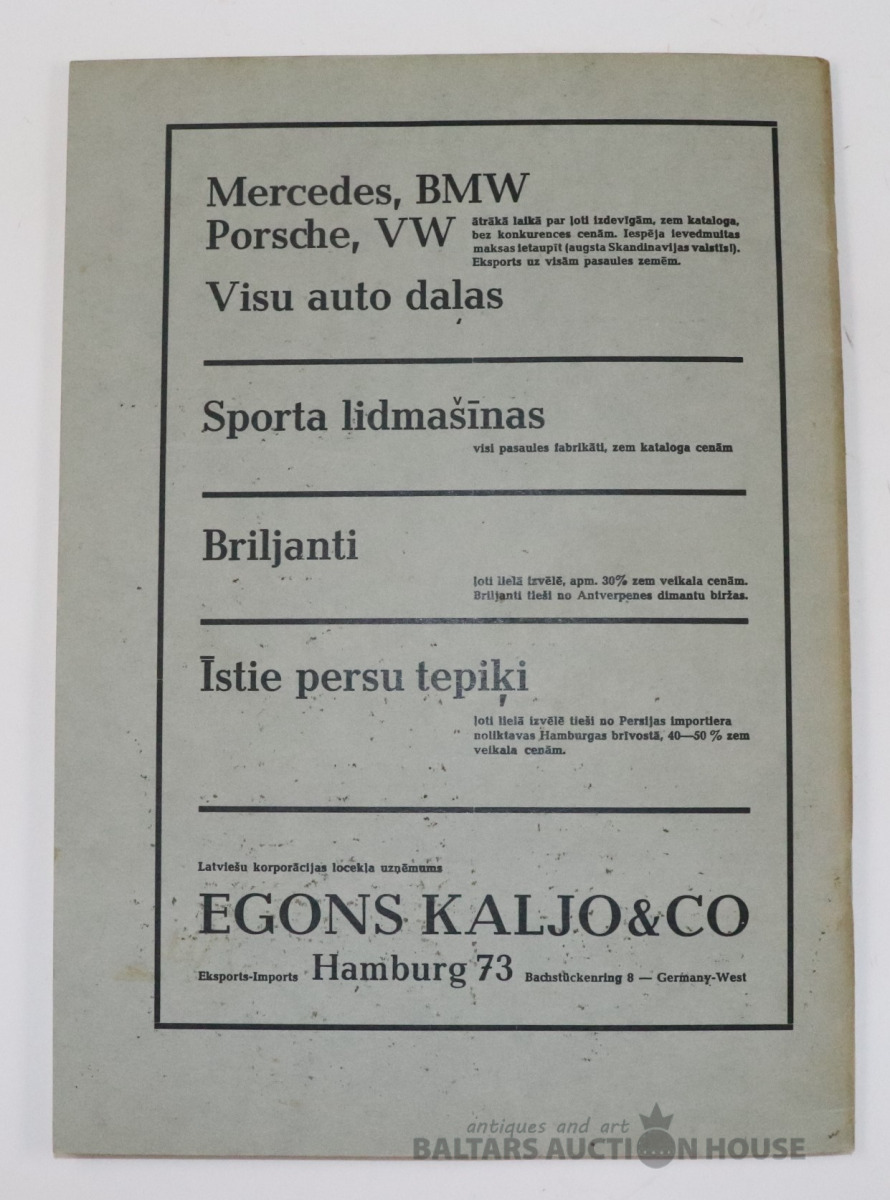 Mercedes, BMW
Porsche, VW
ātrākā laikā par ļoti izdevīgām, zem kataloga,
bez konkurences cenām. Iespēja ievedmuitas
maksas ietaupīt (augsta Skandinavijas valstīs!).
Eksports uz visām pasaules zemēm.
Visu auto daļas
Sporta lidmašīnas
visi pasaules fabrikāti, zem kataloga cenām
Briljanti
ļoti lielā izvēlē, apm. 30% zem veikala cenām.
Briljanti tieši no Antverpenes dimantu biržas.
Īstie persu tepiķi
ļoti lielā izvēlē tieši no Persijas importiera
noliktavas Hamburgas brīvostā, 40—50 % zem
veikala cenām.
Latviešu korporācijas locekļa uzņēmums
EGONS KALJO & CO
Eksports-Imports Hamburg 73 Bachstückenring 8 — Germany-West
antiques and art
BALTARS AUCTION HOUSE